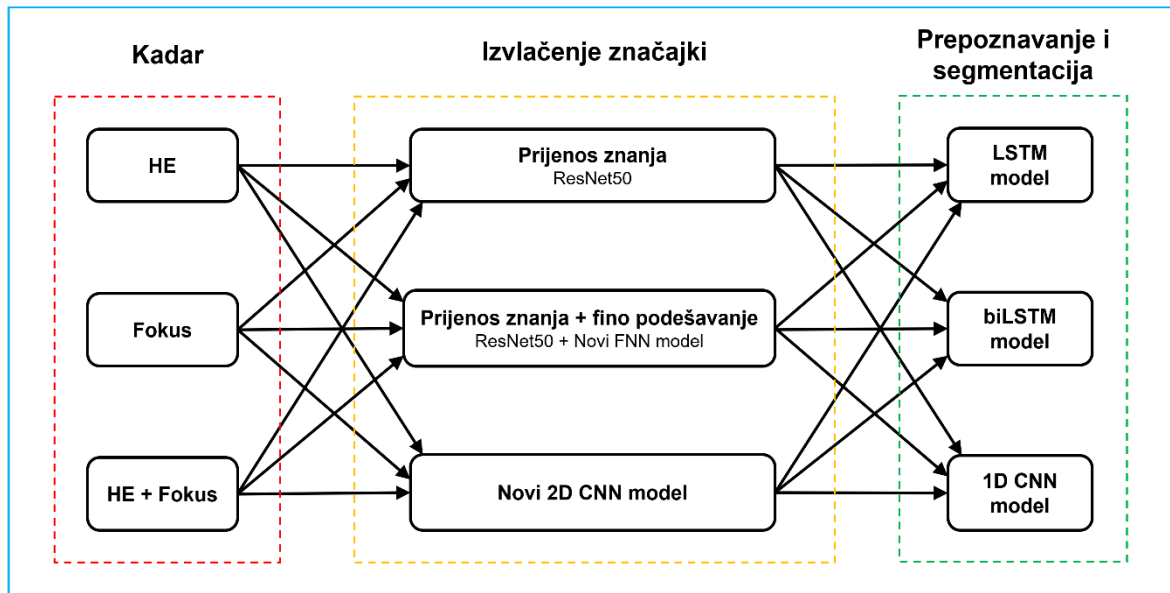 Kadar
Izvlačenje značajki
Prepoznavanje i
segmentacija
HE
Prijenos znanja
ResNet50
LSTM
model
Fokus
Prijenos znanja + fino podešavanje
ResNet50 + Novi FNN model
biLSTM
model
HE + Fokus
Novi 2D CNN model
1D CNN
model